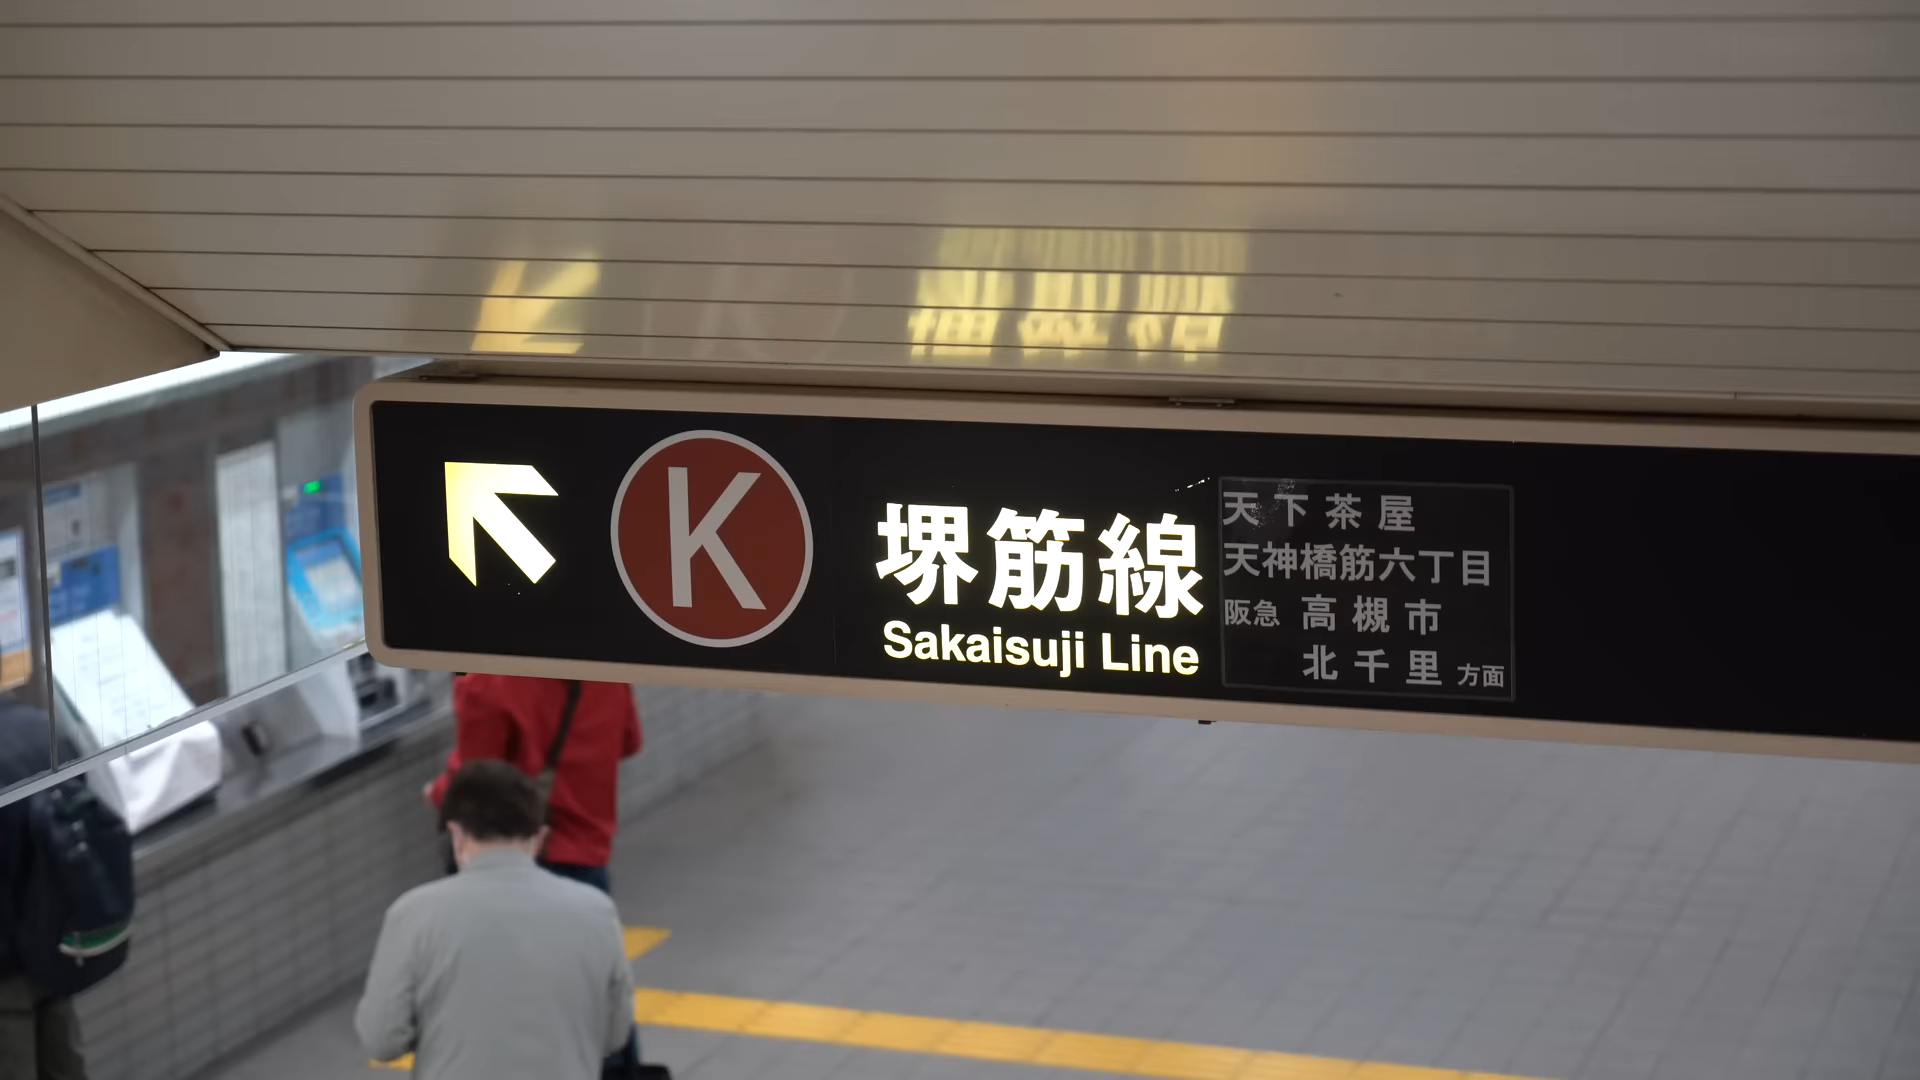 K
堺筋線
Sakaisuji Line
天下茶屋
天神橋筋六丁目
阪急 高槻市
北千里 方面